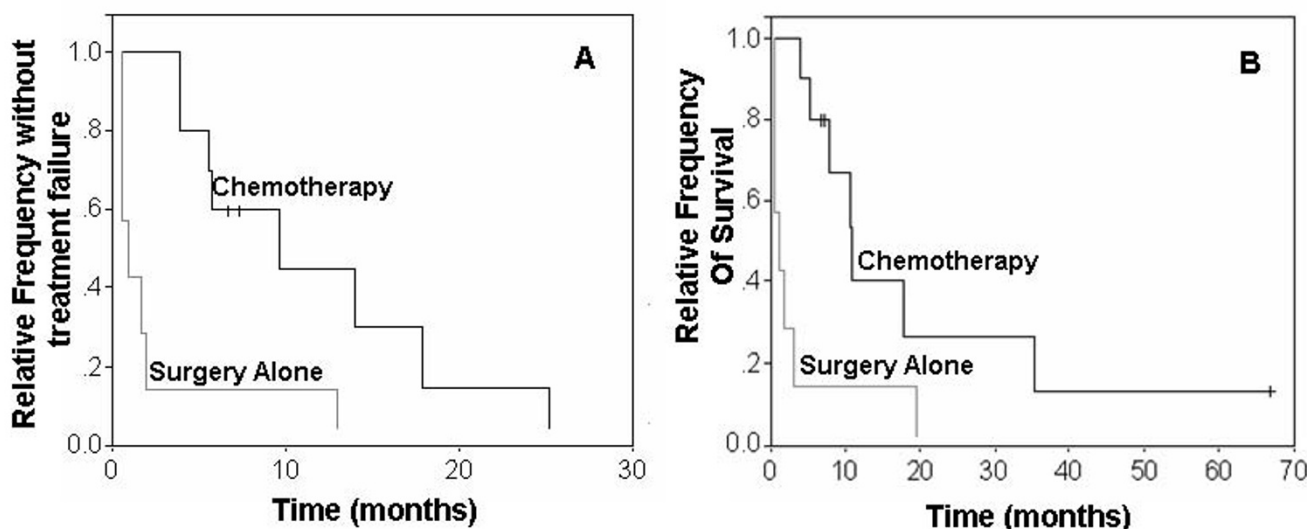 Relative Frequency without
treatment failure
1.0
.8
.6
.4
.2
0.0
A
Chemotherapy
Surgery Alone
0
10
20
30
Time (months)
Relative Frequency
Of Survival
1.0
.8
.6
.4
.2
0.0
B
Chemotherapy
Surgery Alone
0
10
20
30
40
50
60
70
Time (months)